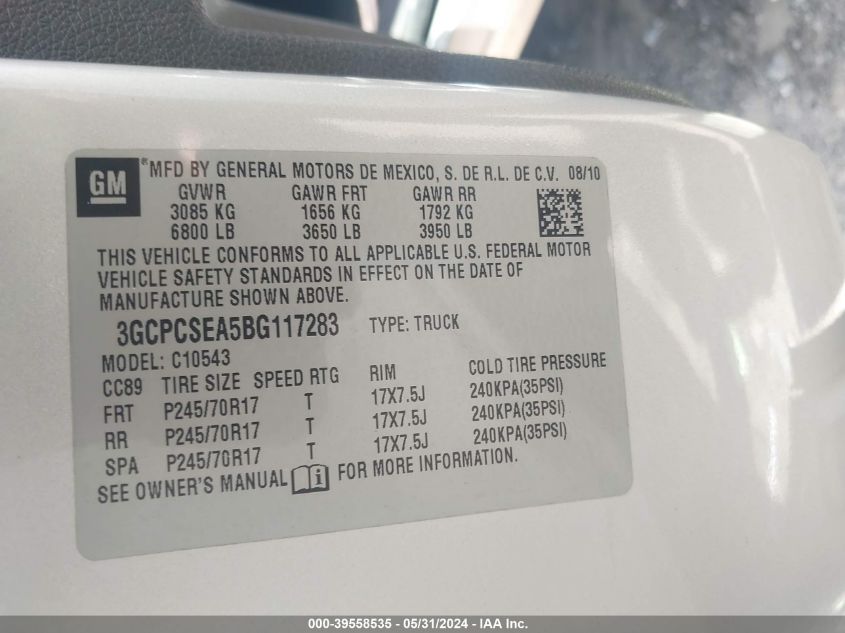 GM
® MFD BY GENERAL MOTORS DE MEXICO, S. DE R.L. DE C.V. 08/10
GVWR GAWR FRT GAWR RR
3085 KG 1656 KG 1792 KG
6800 LB 3650 LB 3950 LB
THIS VEHICLE CONFORMS TO ALL APPLICABLE U.S. FEDERAL MOTOR
VEHICLE SAFETY STANDARDS IN EFFECT ON THE DATE OF
MANUFACTURE SHOWN ABOVE.
3GCPCSEA5BG117283 TYPE: TRUCK
MODEL: C10543
CC89 TIRE SIZE SPEED RTG RIM COLD TIRE PRESSURE
FRT P245/70R17 T 17X7.5J 240KPA(35PSI)
RR P245/70R17 T 17X7.5J 240KPA(35PSI)
SPA P245/70R17 T 17X7.5J 240KPA(35PSI)
SEE OWNER'S MANUAL i FOR MORE INFORMATION.
000-39558535 - 05/31/2024 - IAA Inc.